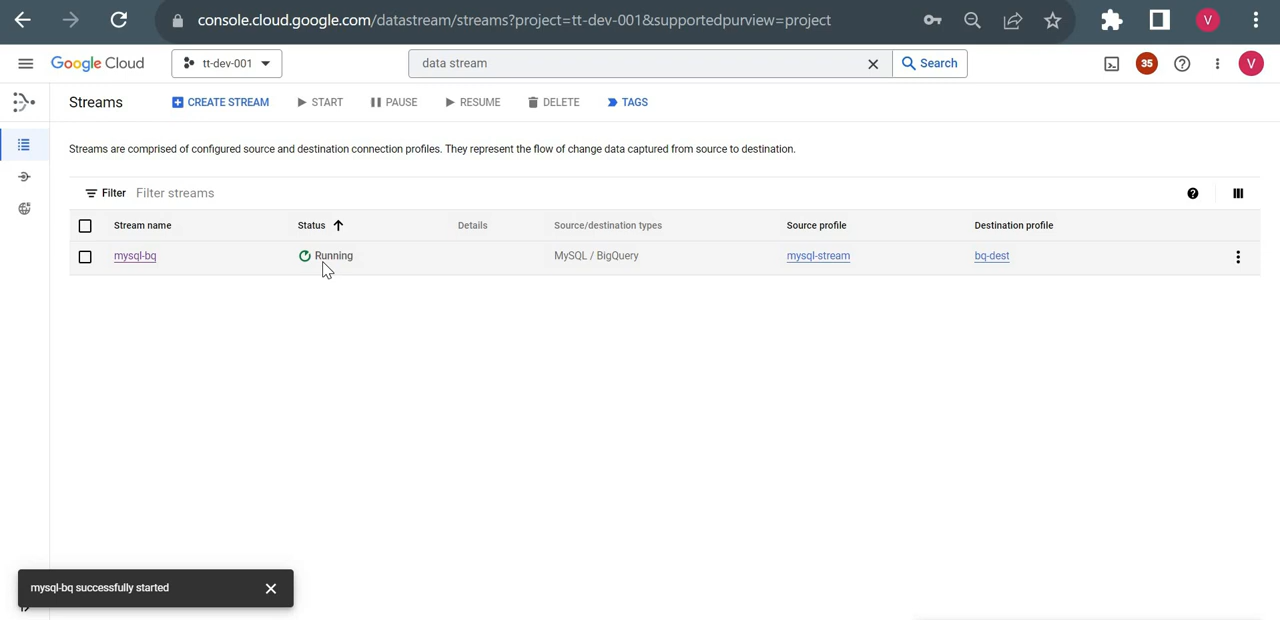 console.cloud.google.com/datastream/streams?project=tt-dev-001&supportedpurview=project
V
Google Cloud
tt-dev-001
data stream
Search
35
V
Streams
CREATE STREAM
START
PAUSE
RESUME
DELETE
TAGS
Streams are comprised of configured source and destination connection profiles. They represent the flow of change data captured from source to destination.
Filter
Filter streams
Stream name
Status
Details
Source/destination types
Source profile
Destination profile
mysql-bq
Running
MySQL / BigQuery
mysql-stream
bq-dest
mysql-bq successfully started